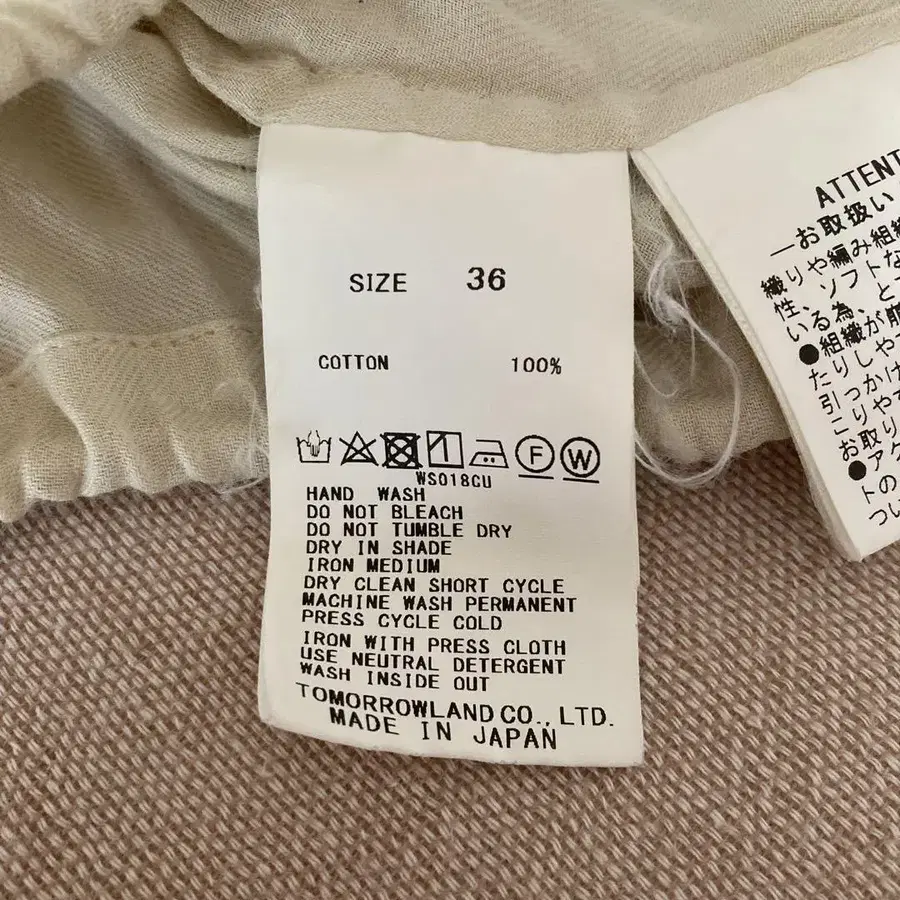 SIZE 36
COTTON 100%
F W
WS018CU
HAND WASH
DO NOT BLEACH
DO NOT TUMBLE DRY
DRY IN SHADE
IRON MEDIUM
DRY CLEAN SHORT CYCLE
MACHINE WASH PERMANENT
PRESS CYCLE COLD
IRON WITH PRESS CLOTH
USE NEUTRAL DETERGENT
WASH INSIDE OUT
TOMORROWLAND CO., LTD.
MADE IN JAPAN
ATTENT
―お取扱い
織りや編み組織
性、ソフトな
いる為、と
●組織が
たりしや
引っかけ
こりやす
お取り
●アク
トの
つい